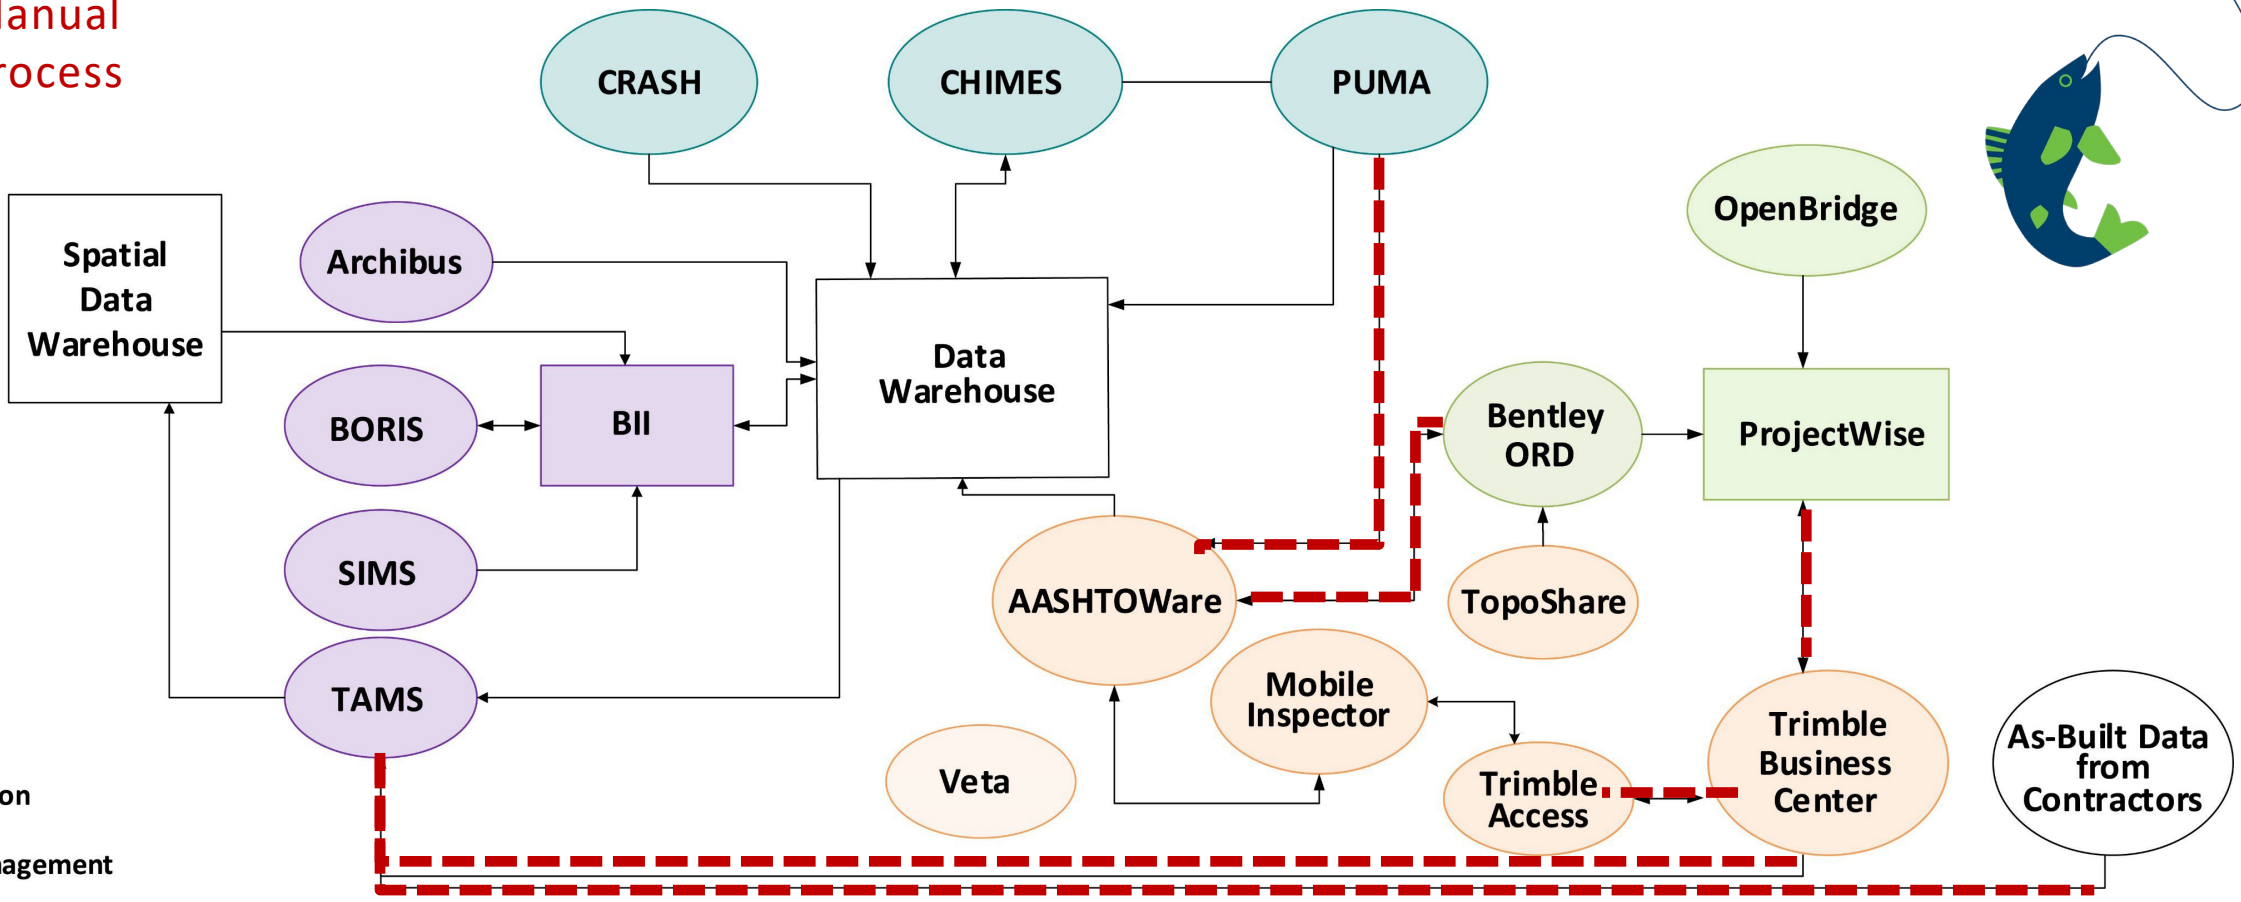 anual
rocess
CRASH
CHIMES
PUMA
OpenBridge
Spatial
Data
Warehouse
Archibus
Data
Warehouse
BORIS
BII
Bentley
ORD
ProjectWise
SIMS
AASHTOWare
TopoShare
TAMS
Mobile
Inspector
Veta
Trimble
Access
Trimble
Business
Center
As-Built Data
from
Contractors
on
nagement